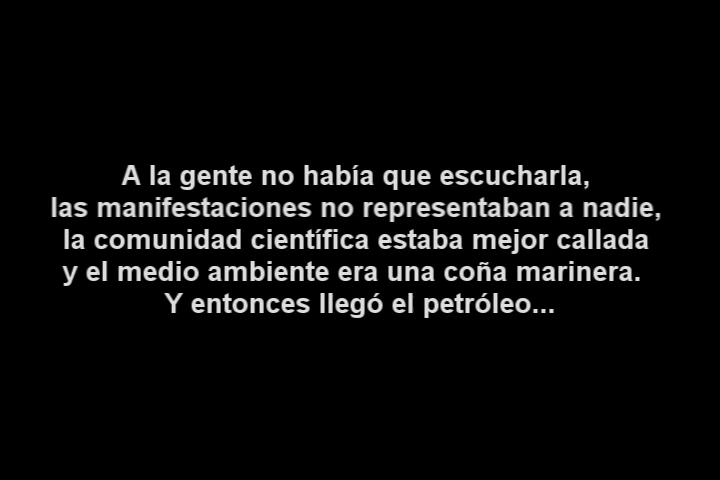 A la gente no había que escucharla,
las manifestaciones no representaban a nadie,
la comunidad científica estaba mejor callada
y el medio ambiente era una coña marinera.
Y entonces llegó el petróleo...